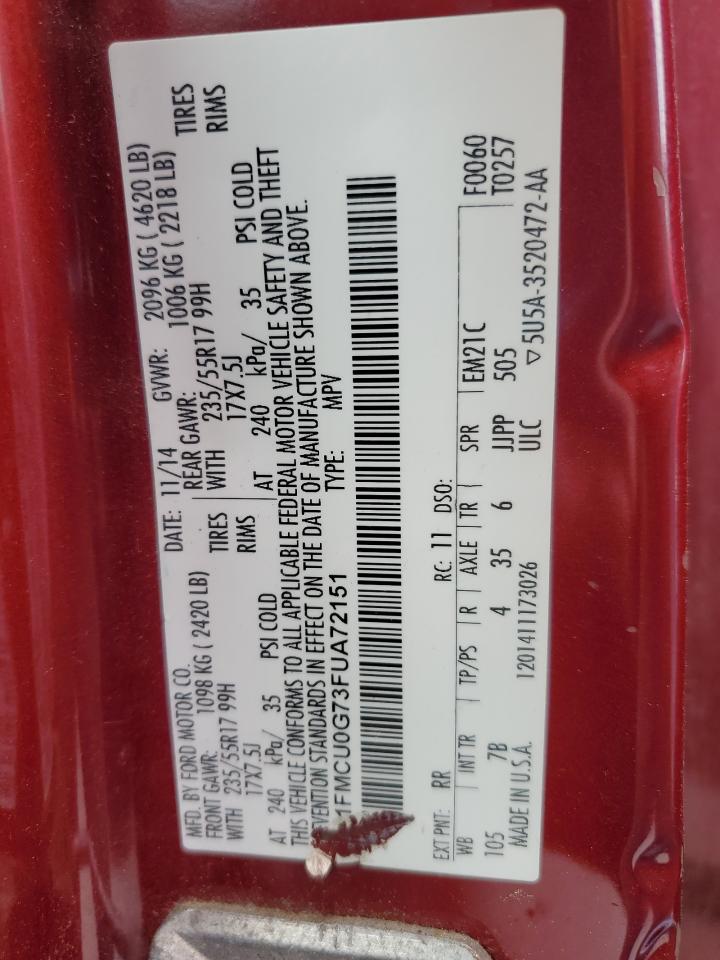 MFD. BY FORD MOTOR CO. DATE: 11/14 GVWR: 2096 KG ( 4620 LB)
FRONT GAWR: 1098 KG ( 2420 LB) REAR GAWR: 1006 KG ( 2218 LB)
WITH 235/55R17 99H TIRES WITH 235/55R17 99H TIRES
17X7.5J RIMS 17X7.5J RIMS
AT 240 kPa/ 35 PSI COLD AT 240 kPa/ 35 PSI COLD
THIS VEHICLE CONFORMS TO ALL APPLICABLE FEDERAL MOTOR VEHICLE SAFETY AND THEFT
VENTION STANDARDS IN EFFECT ON THE DATE OF MANUFACTURE SHOWN ABOVE.
1FMCU0G73FUA72151 TYPE: MPV
EXT PNT: RR RC: 11 DSO: F0060
WB INT TR TP/PS R AXLE TR SPR EM21C T0257
105 7B 4 35 6 JJPP 505
MADE IN U.S.A. 1201411173026 ULC ▽5U5A-3520472-AA